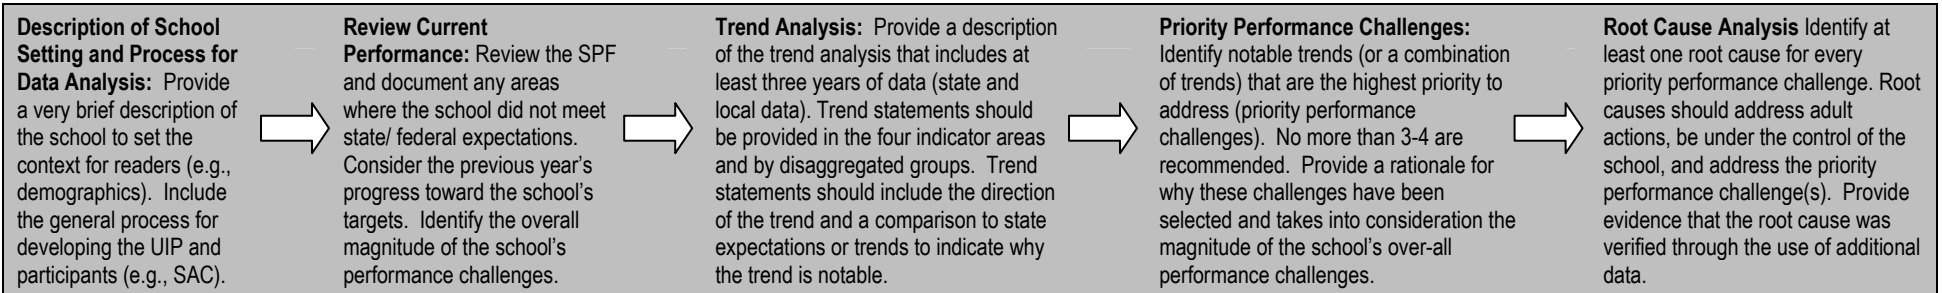 Description of School
Setting and Process for
Data Analysis:  Provide
a very brief description of
the school to set the
context for readers (e.g.,
demographics).  Include
the general process for
developing the UIP and
participants (e.g., SAC).
Review Current
Performance: Review the SPF
and document any areas
where the school did not meet
state/ federal expectations.
Consider the previous year’s
progress toward the school’s
targets.  Identify the overall
magnitude of the school’s
performance challenges.
Trend Analysis:  Provide a description
of the trend analysis that includes at
least three years of data (state and
local data). Trend statements should
be provided in the four indicator areas
and by disaggregated groups.  Trend
statements should include the direction
of the trend and a comparison to state
expectations or trends to indicate why
the trend is notable.
Priority Performance Challenges:
Identify notable trends (or a combination
of trends) that are the highest priority to
address (priority performance
challenges).  No more than 3-4 are
recommended.  Provide a rationale for
why these challenges have been
selected and takes into consideration the
magnitude of the school’s over-all
performance challenges.
Root Cause Analysis Identify at
least one root cause for every
priority performance challenge. Root
causes should address adult
actions, be under the control of the
school, and address the priority
performance challenge(s).  Provide
evidence that the root cause was
verified through the use of additional
data.